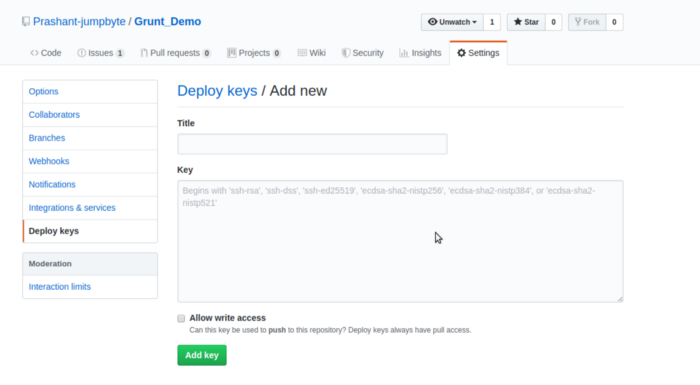 Prashant-jumpbyte / Grunt_Demo
Unwatch 1 Star 0 Fork 0
Code Issues 1 Pull requests 0 Projects 0 Wiki Security Insights Settings
Options
Collaborators
Branches
Webhooks
Notifications
Integrations & services
Deploy keys
Moderation
Interaction limits
Deploy keys / Add new
Title
Key
Begins with 'ssh-rsa', 'ssh-dss', 'ssh-ed25519', 'ecdsa-sha2-nistp256', 'ecdsa-sha2-nistp384', or 'ecdsa-sha2-
nistp521'
Allow write access
Can this key be used to push to this repository? Deploy keys always have pull access.
Add key